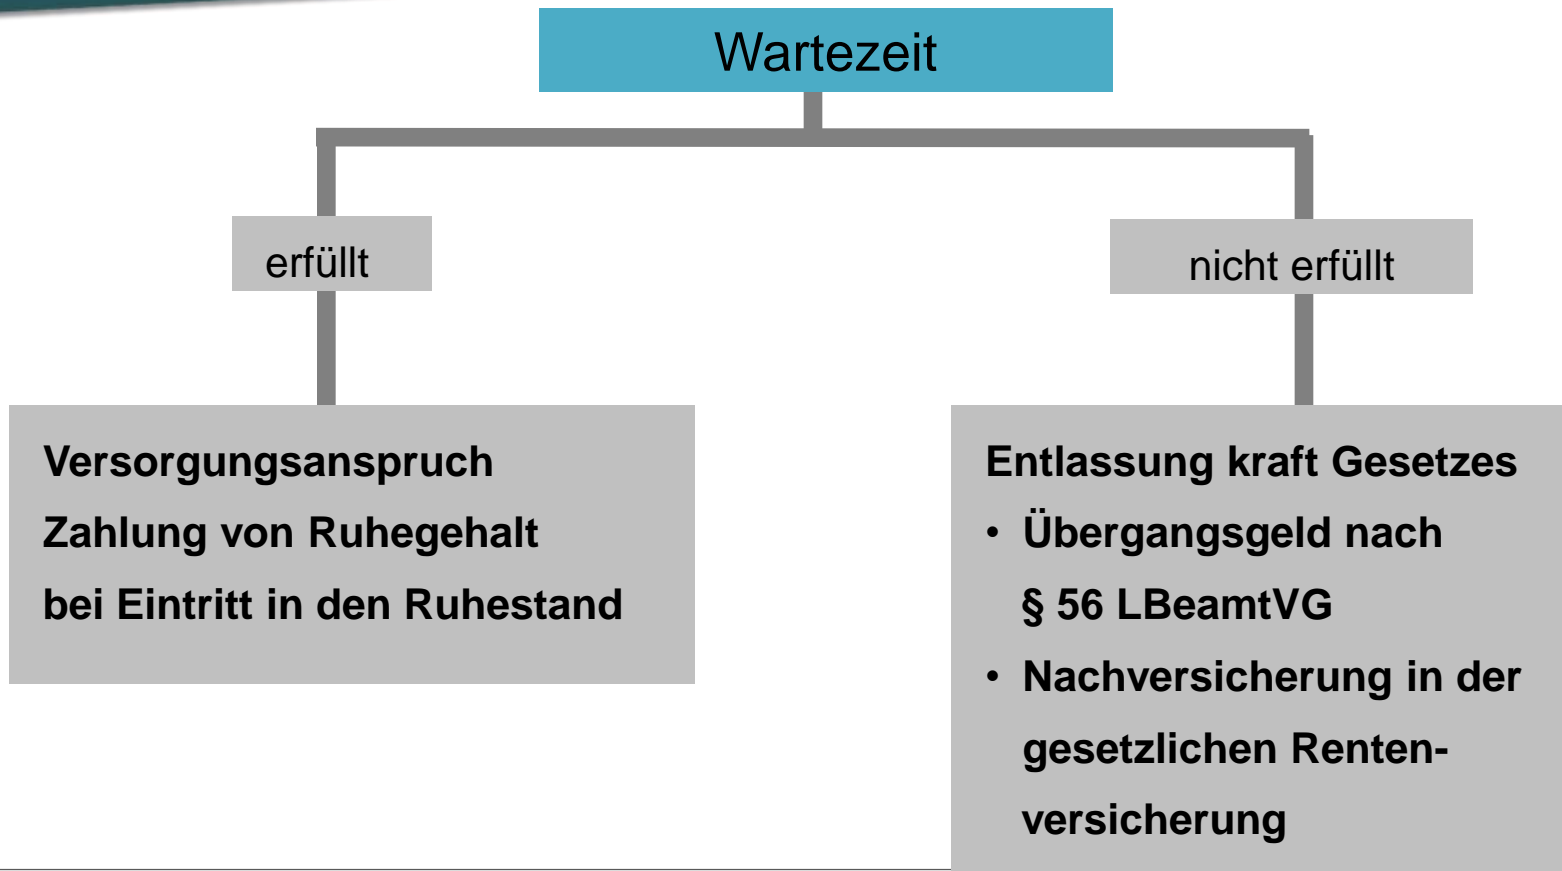 Wartezeit
erfüllt
nicht erfüllt
Versorgungsanspruch
Zahlung von Ruhegehalt
bei Eintritt in den Ruhestand
Entlassung kraft Gesetzes
• Übergangsgeld nach
§ 56 LBeamtVG
• Nachversicherung in der
gesetzlichen Renten-
versicherung